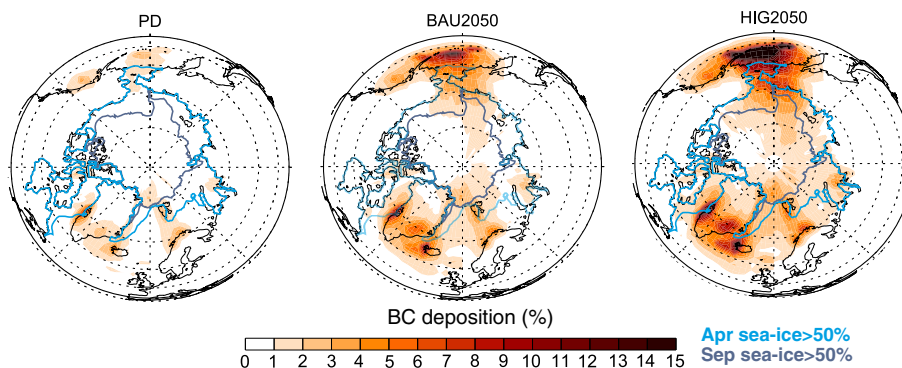 PD
BAU2050
HIG2050
BC deposition (%)
0 1 2 3 4 5 6 7 8 9 10 11 12 13 14 15
Apr sea-ice>50%
Sep sea-ice>50%